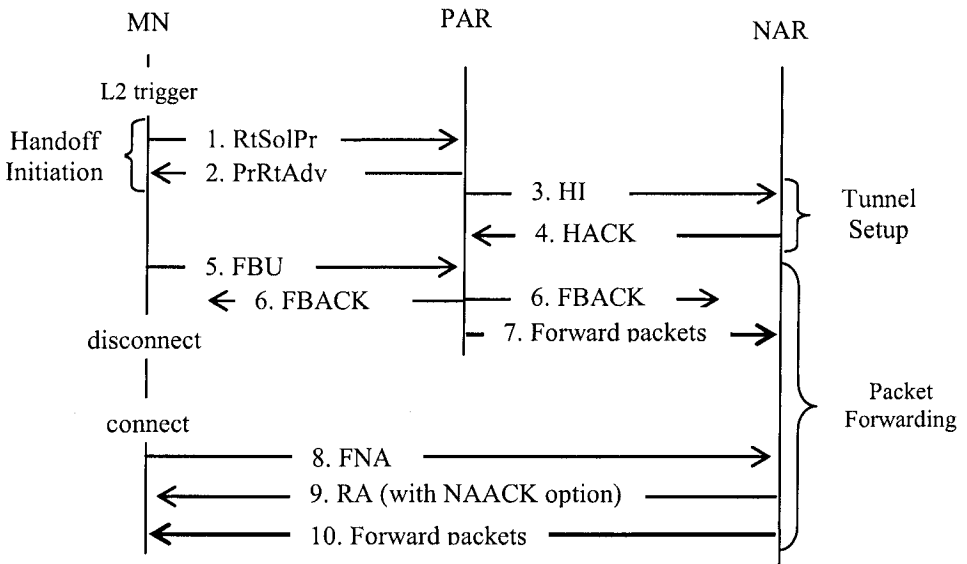 MN
PAR
NAR
L2 trigger
Handoff
Initiation
1. RtSolPr
2. PrRtAdv
3. HI
4. HACK
Tunnel
Setup
5. FBU
6. FBACK
6. FBACK
7. Forward packets
disconnect
Packet
Forwarding
connect
8. FNA
9. RA (with NAACK option)
10. Forward packets